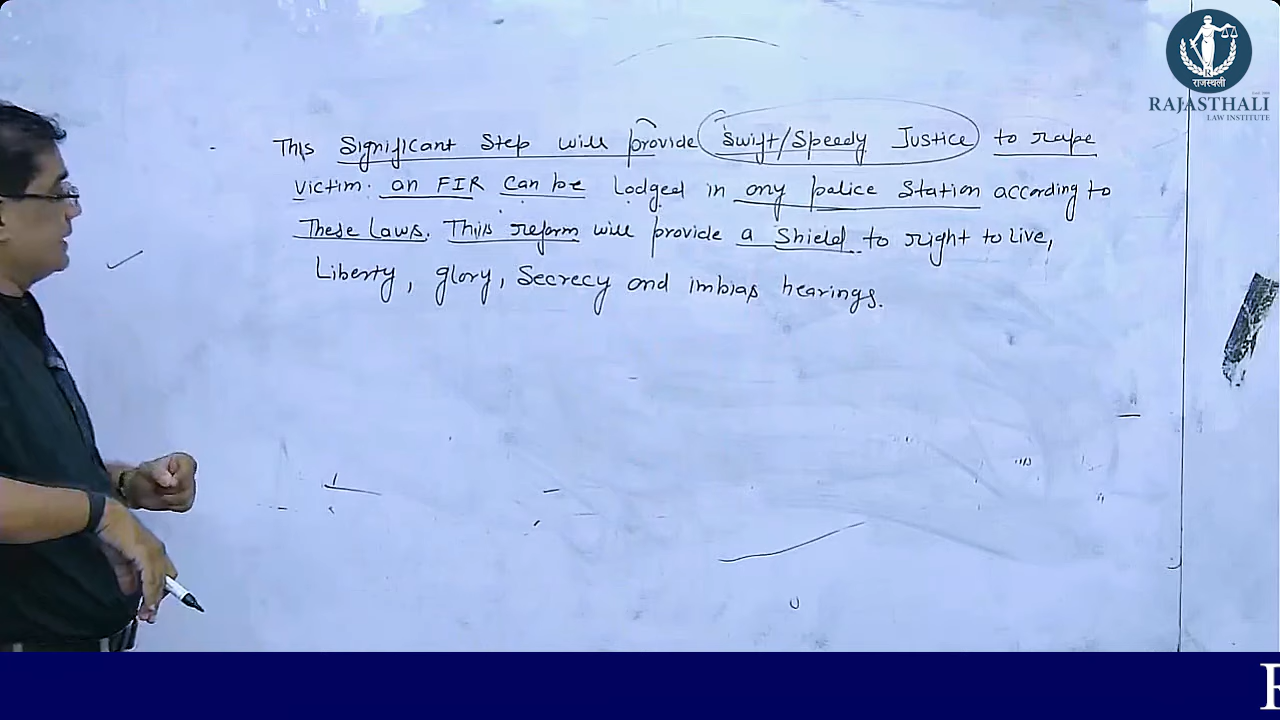 राजस्थली
RAJASTHALI
LAW INSTITUTE
This Significant Step will provide Swift/Speedy Justice to rape
victim. an FIR can be Lodged in any police Station according to
These Laws. This reform will provide a Shield to right to live,
Liberty, glory, Secrecy and imbias hearings.
R